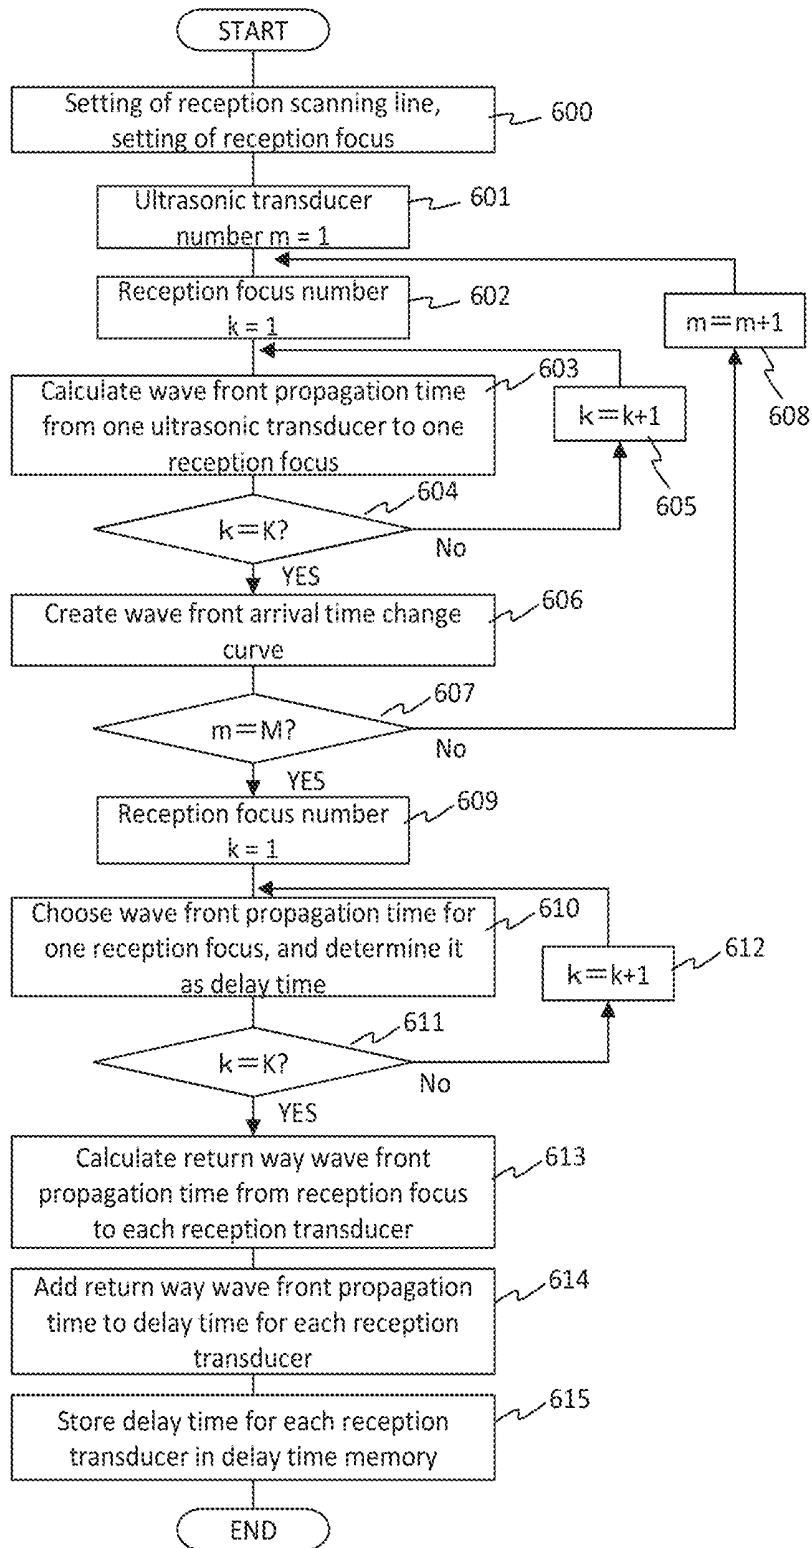 START
Setting of reception scanning line,
setting of reception focus
600
Ultrasonic transducer
number m = 1
601
Reception focus number
k = 1
602
m=m+1
608
Calculate wave front propagation time
from one ultrasonic transducer to one
reception focus
603
k=k+1
605
k=K?
604
No
YES
Create wave front arrival time change
curve
606
m=M?
607
No
YES
Reception focus number
k = 1
609
Choose wave front propagation time for
one reception focus, and determine it
as delay time
610
k=k+1
612
k=K?
611
No
YES
Calculate return way wave front
propagation time from reception focus
to each reception transducer
613
Add return way wave front propagation
time to delay time for each reception
transducer
614
Store delay time for each reception
transducer in delay time memory
615
END